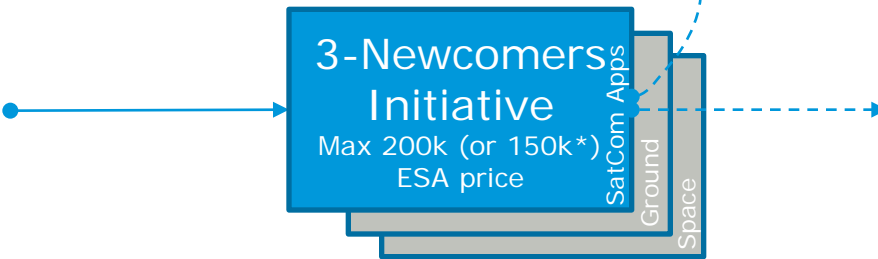 3-Newcomers
Initiative
Max 200k (or 150k*)
ESA price
SatCom Apps
Ground
Space